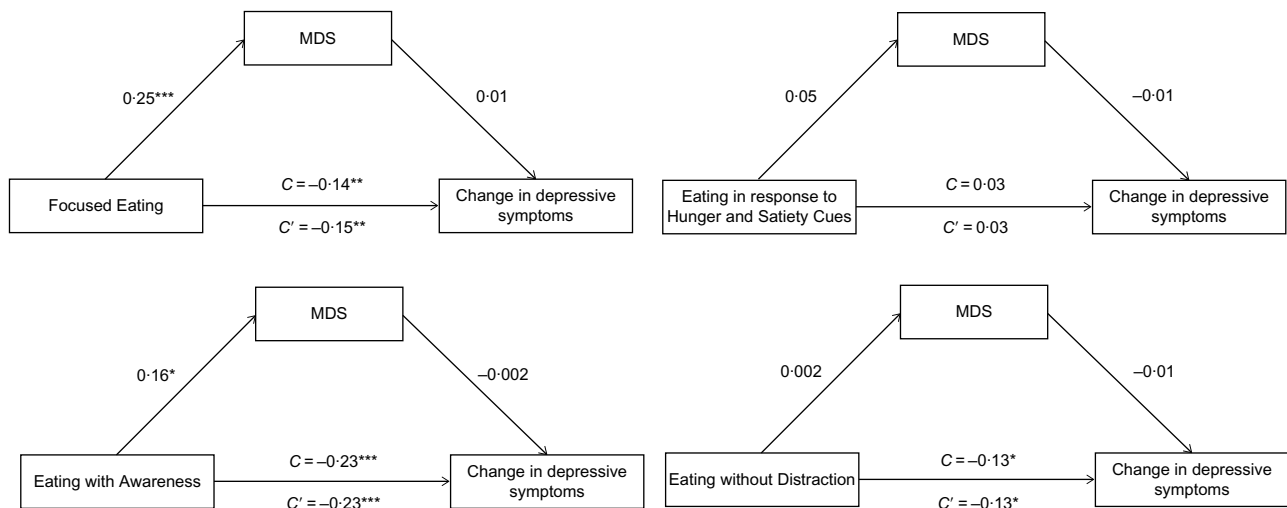 MDS
0·25***
0·01
Focused Eating
C = –0·14**
C′ = –0·15**
Change in depressive
symptoms
MDS
0·05
–0·01
Eating in response to
Hunger and Satiety Cues
C = 0·03
C′ = 0·03
Change in depressive
symptoms
MDS
0·16*
–0·002
Eating with Awareness
C = –0·23***
C′ = –0·23***
Change in depressive
symptoms
MDS
0·002
–0·01
Eating without Distraction
C = –0·13*
C′ = –0·13*
Change in depressive
symptoms